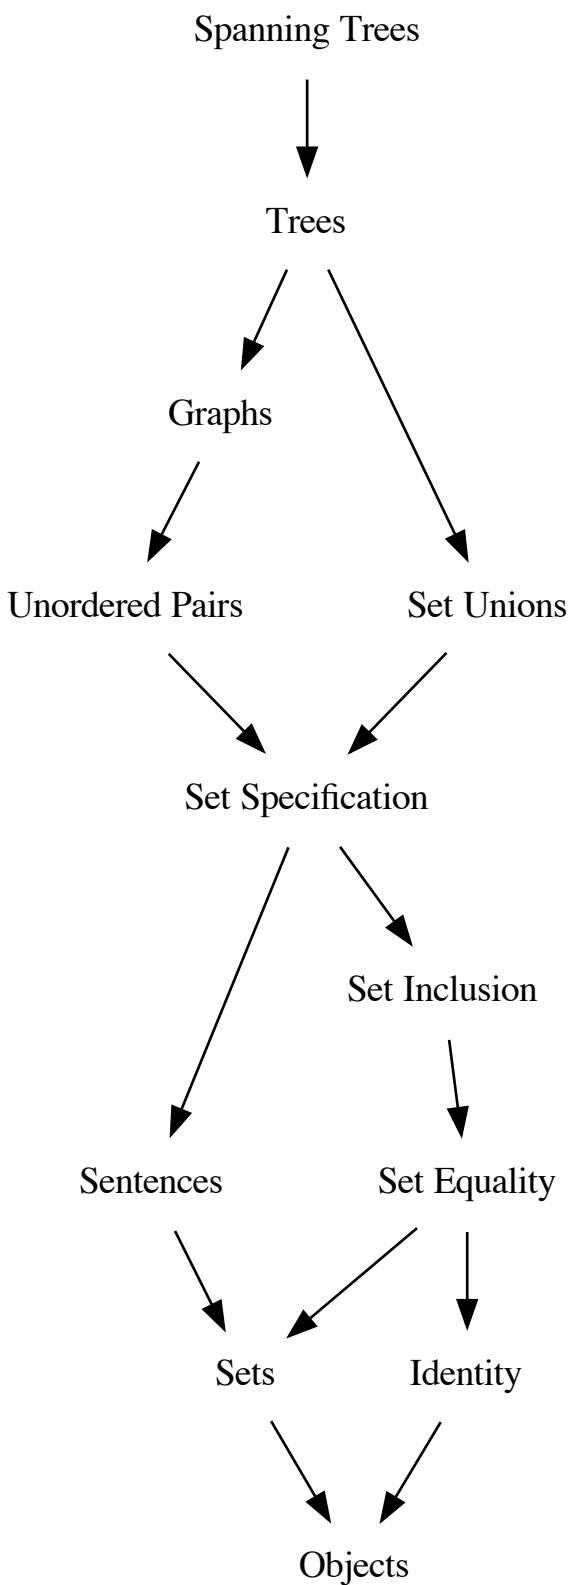 Spanning Trees
Trees
Graphs
Unordered Pairs
Set Unions
Set Specification
Set Inclusion
Sentences
Set Equality
Sets
Identity
Objects